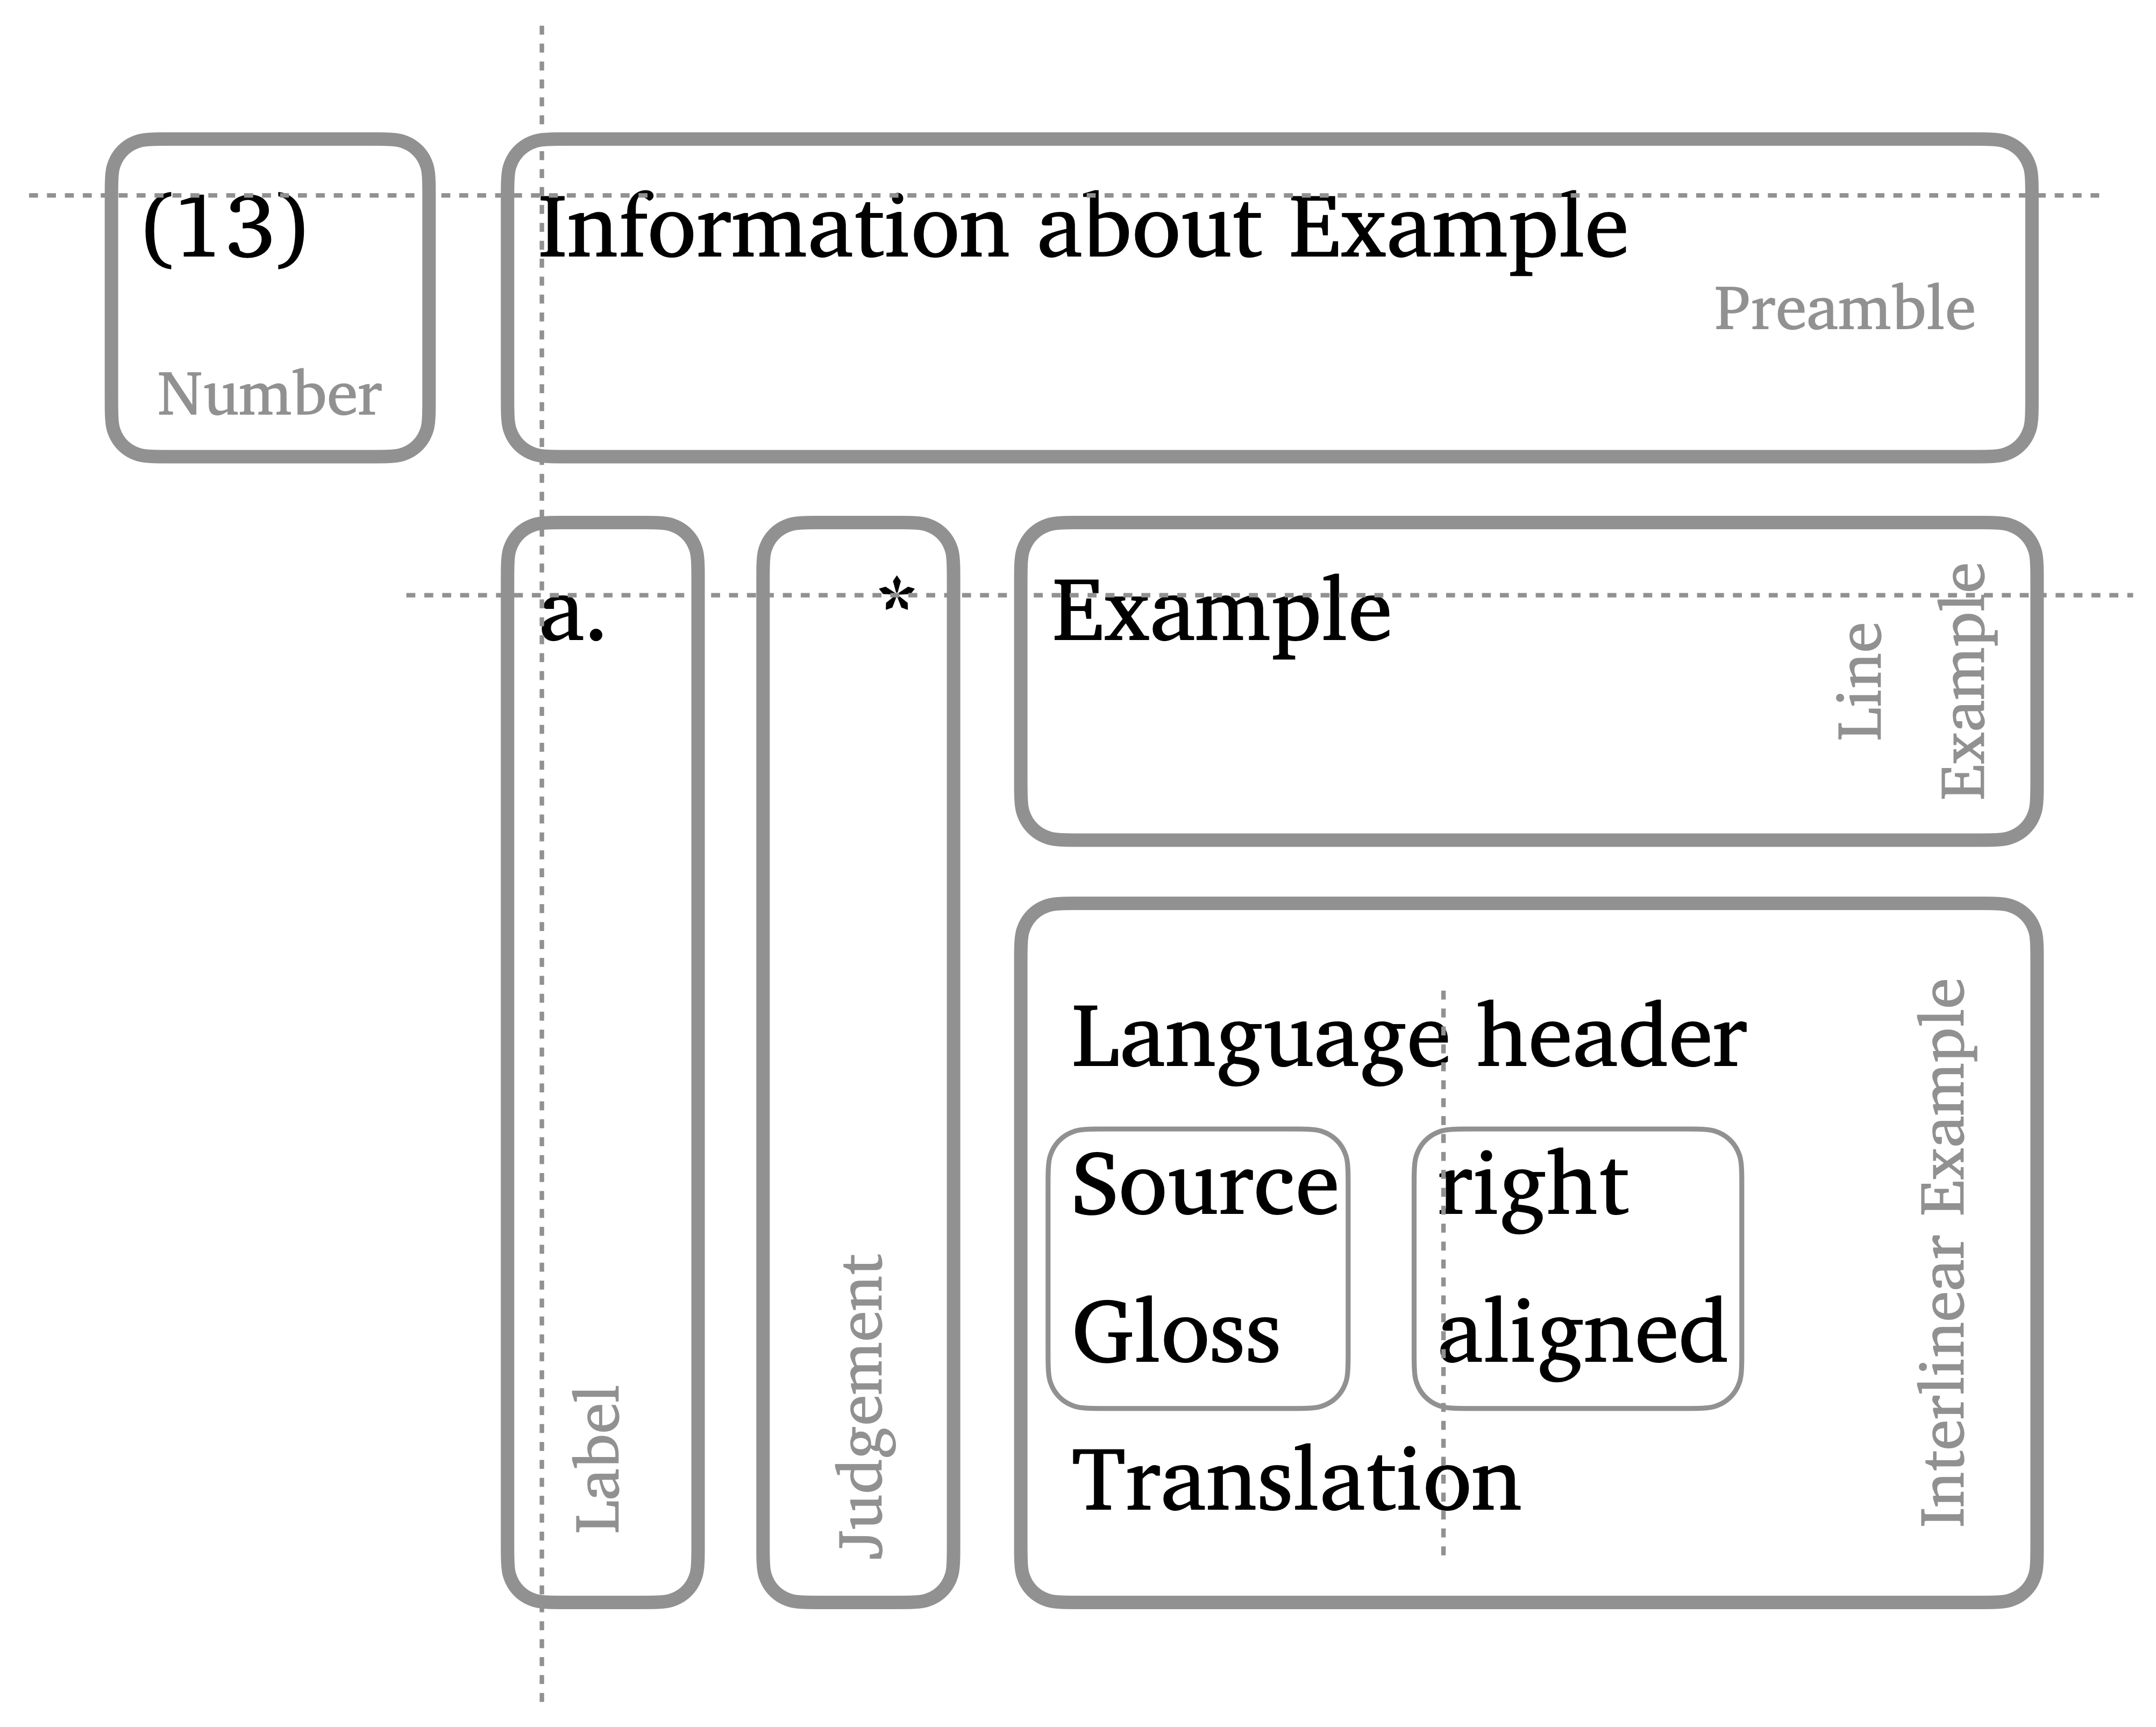 (13)
Number
Information about Example
Preamble
a.
Label
*
Judgement
Example
Line
Example
Language header
Source right
Gloss aligned
Translation
Interlinear Example